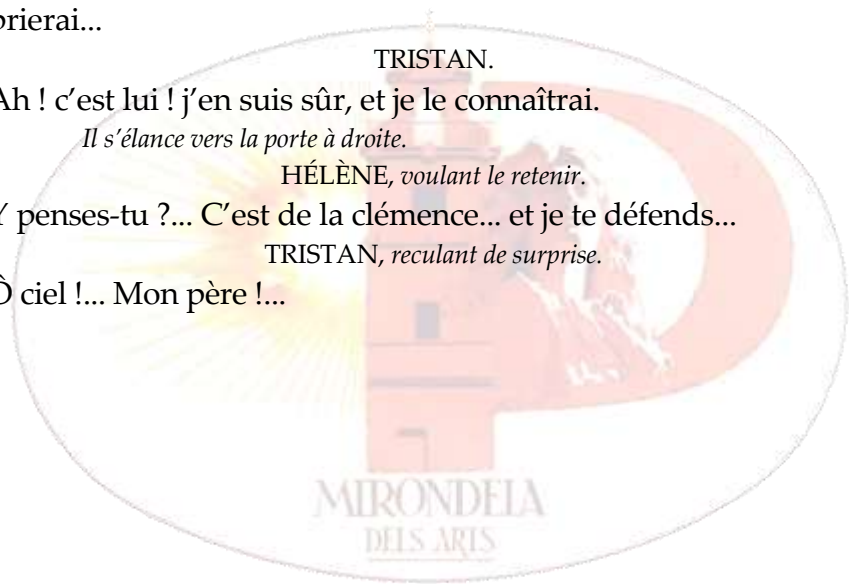 prierai...
TRISTAN.
Ah ! c’est lui ! j’en suis sûr, et je le connaîtrai.
Il s’élance vers la porte à droite.
HÉLÈNE, voulant le retenir.
Y penses-tu ?... C’est de la clémence... et je te défends...
TRISTAN, reculant de surprise.
Ô ciel !... Mon père !...
MIRONDELA
DELS ARTS